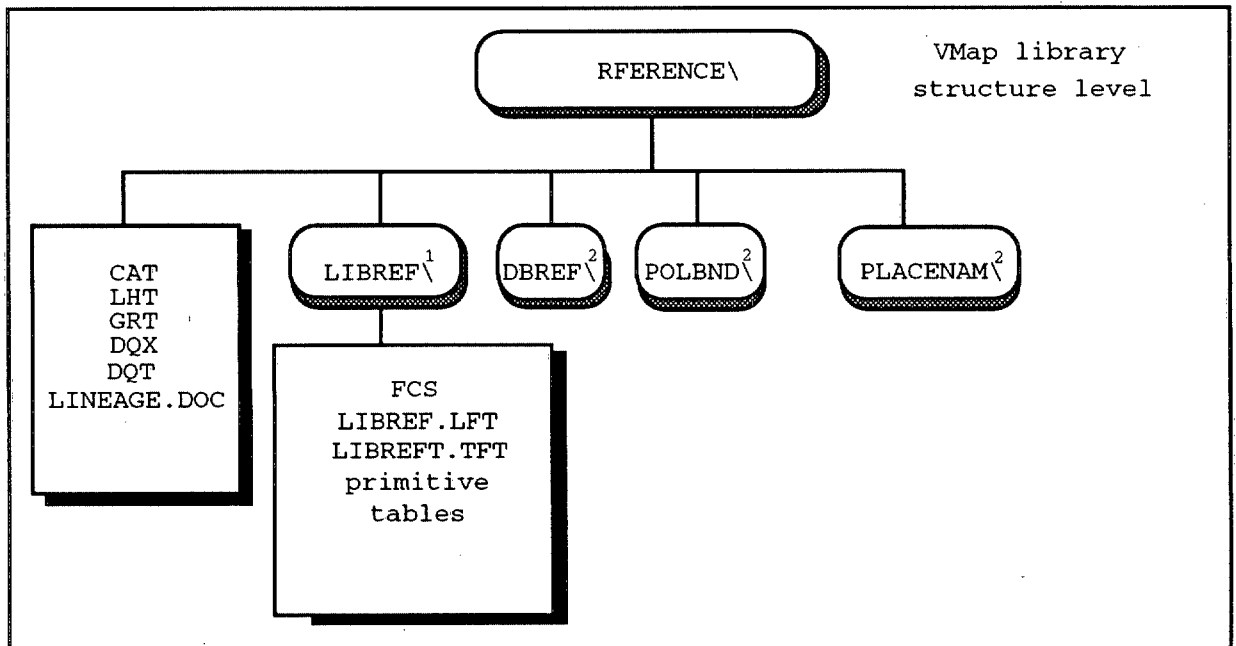 RFERENCE\
VMap library
structure level
CAT
LHT
GRT
DQX
DQT
LINEAGE.DOC
LIBREF\1
DBREF\2
POLBND\2
PLACENAM\2
FCS
LIBREF.LFT
LIBREFT.TFT
primitive
tables